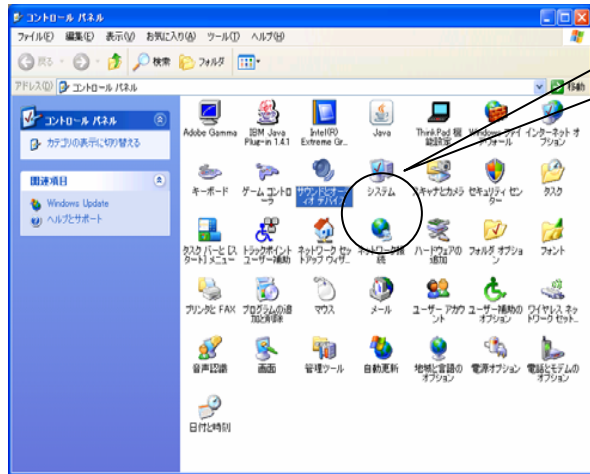 コントロール パネル
ファイル(F) 編集(E) 表示(V) お気に入り(A) ツール(T) ヘルプ(H)
戻る 検索 フォルダ
アドレス(D) コントロール パネル 移動
コントロール パネル
カテゴリの表示に切り替える
関連項目
Windows Update
ヘルプとサポート
Adobe Gamma
IBM Java
Plug-in 1.4.1
Intel(R)
Extreme Gr...
Java
ThinkPad 機
能設定
Windows ファイ
アウォール
インターネット オ
プション
キーボード
ゲーム コントロ
ーラ
サウンドとオーデ
ィオ デバイス
システム
スキャナとカメラ
セキュリティ セン
ター
タスク
タスク バーと [ス
タート] メニュー
トラックポイント
ユーザー補助
ネットワーク セッ
トアップ ウィザ...
ネットワーク接
続
ハードウェアの
追加
フォルダ オプショ
ン
フォント
プリンタと FAX
プログラムの追
加と削除
マウス
メール
ユーザー アカウ
ント
ユーザー補助の
オプション
ワイヤレス ネッ
トワーク セット...
音声認識
画面
管理ツール
自動更新
地域と言語の
オプション
電源オプション
電話とモデムの
オプション
日付と時刻